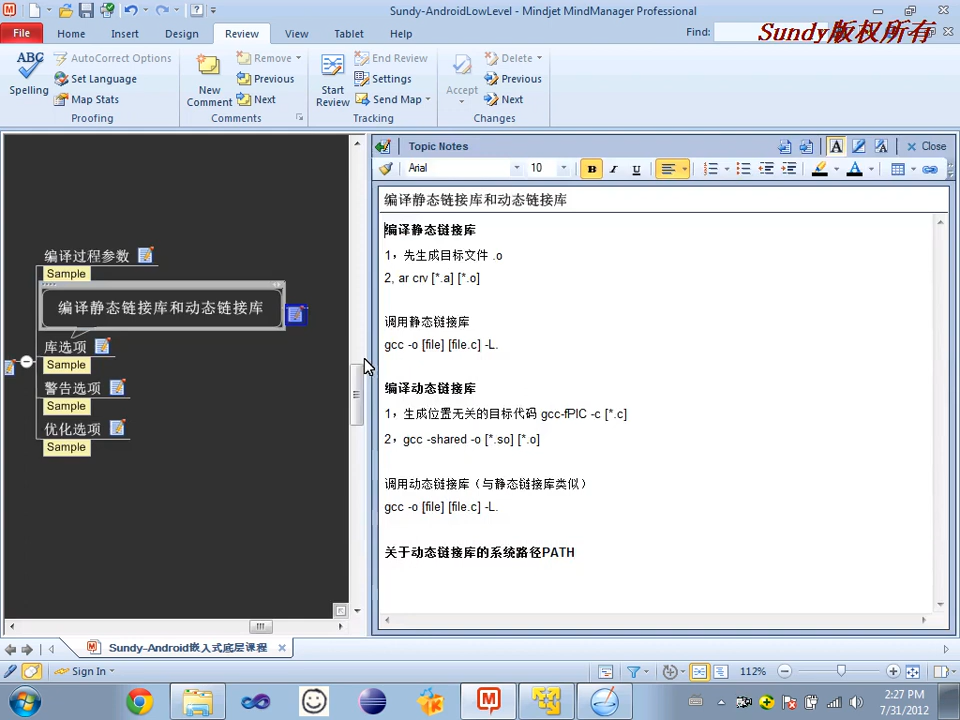 Sundy-AndroidLowLevel - Mindjet MindManager Professional
File Home Insert Design Review View Tablet Help Find:
Sundy版权所有
ABC Spelling
AutoCorrect Options
Set Language
Map Stats
Proofing
New Comment
Remove
Previous
Next
Comments
Start Review
End Review
Settings
Send Map
Tracking
Accept
Delete
Previous
Next
Changes
编译过程参数
Sample
编译静态链接库和动态链接库
库选项
Sample
警告选项
Sample
优化选项
Sample
Topic Notes
Close
Arial 10 B I U
编译静态链接库和动态链接库
编译静态链接库
1，先生成目标文件 .o
2, ar crv [*.a] [*.o]
调用静态链接库
gcc -o [file] [file.c] -L.
编译动态链接库
1，生成位置无关的目标代码 gcc-fPIC -c [*.c]
2，gcc -shared -o [*.so] [*.o]
调用动态链接库（与静态链接库类似）
gcc -o [file] [file.c] -L.
关于动态链接库的系统路径PATH
Sundy-Android嵌入式底层课程
Sign In
112%
2:27 PM
7/31/2012